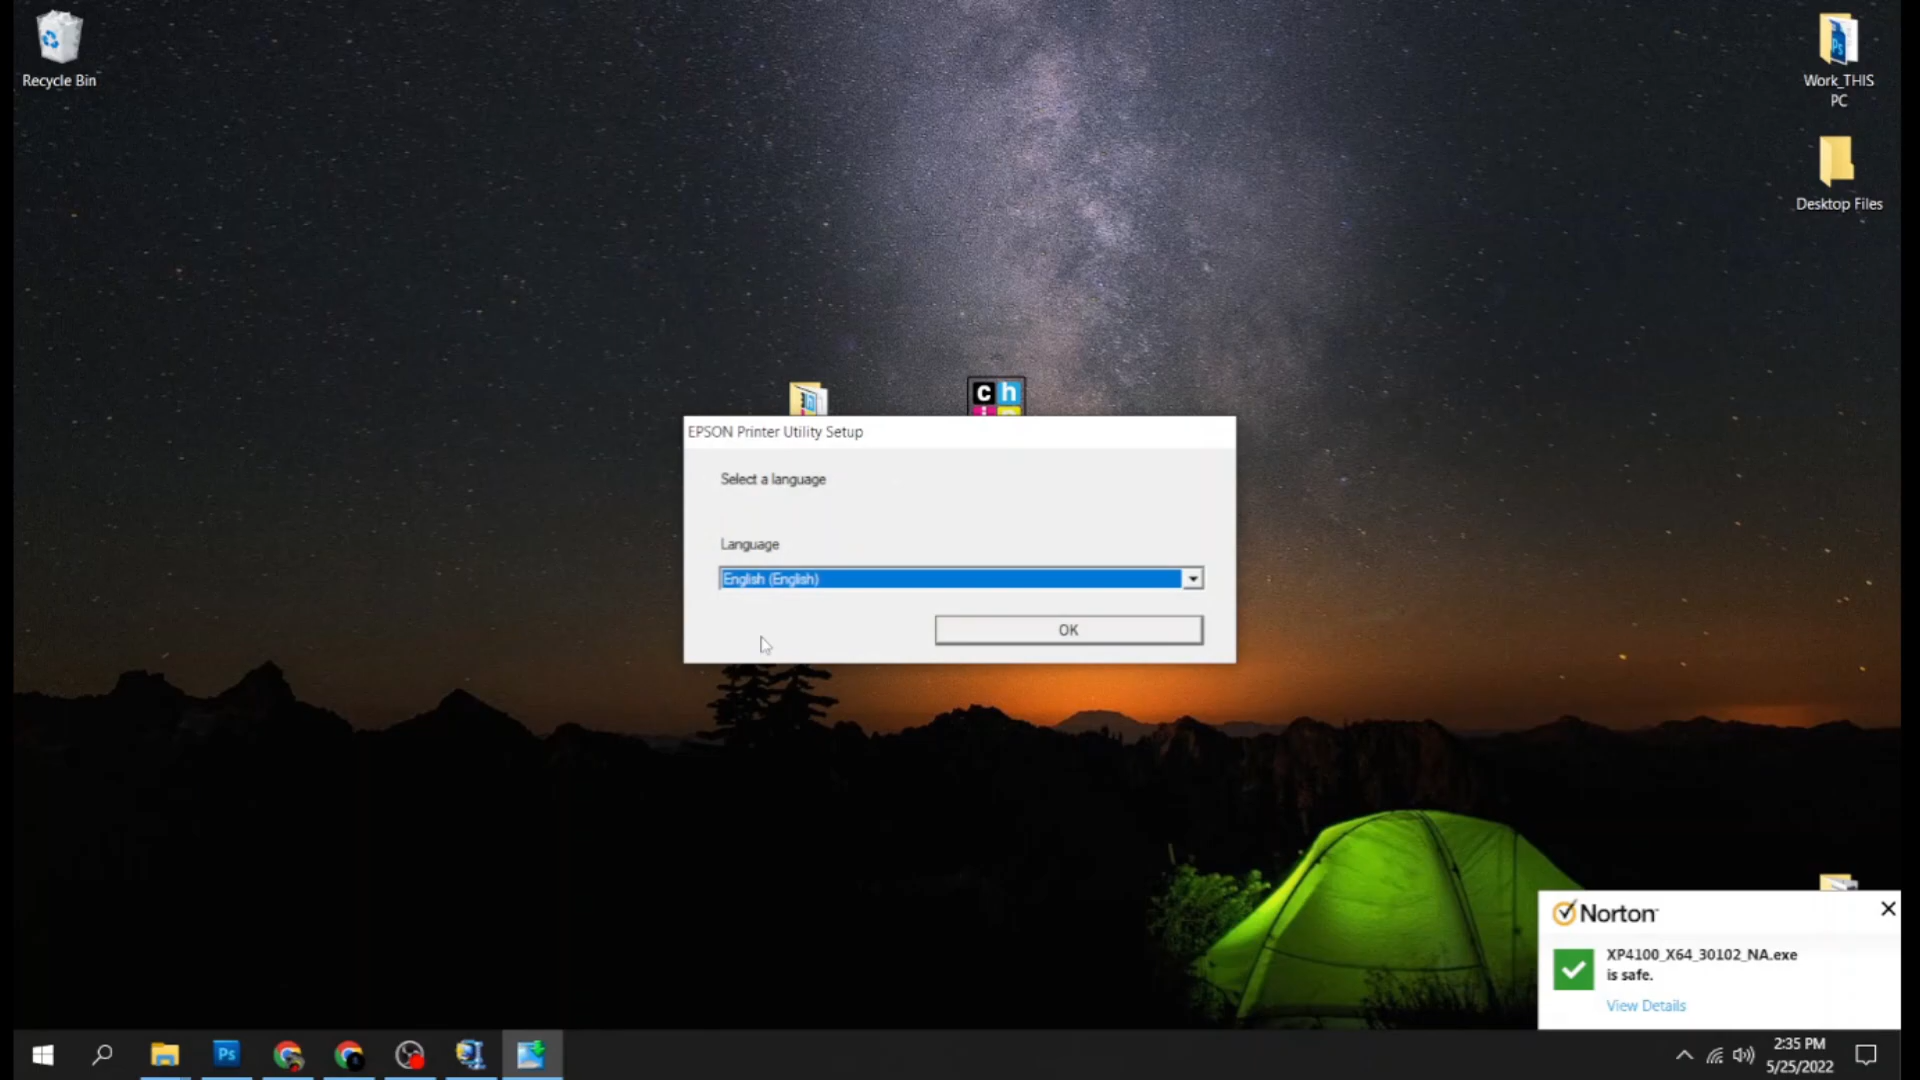 Recycle Bin
Work_THIS
PC
Desktop Files
c h
EPSON Printer Utility Setup
Select a language
Language
English (English)
OK
Norton
XP4100_X64_30102_NA.exe
is safe.
View Details
Ps
2:35 PM
5/25/2022